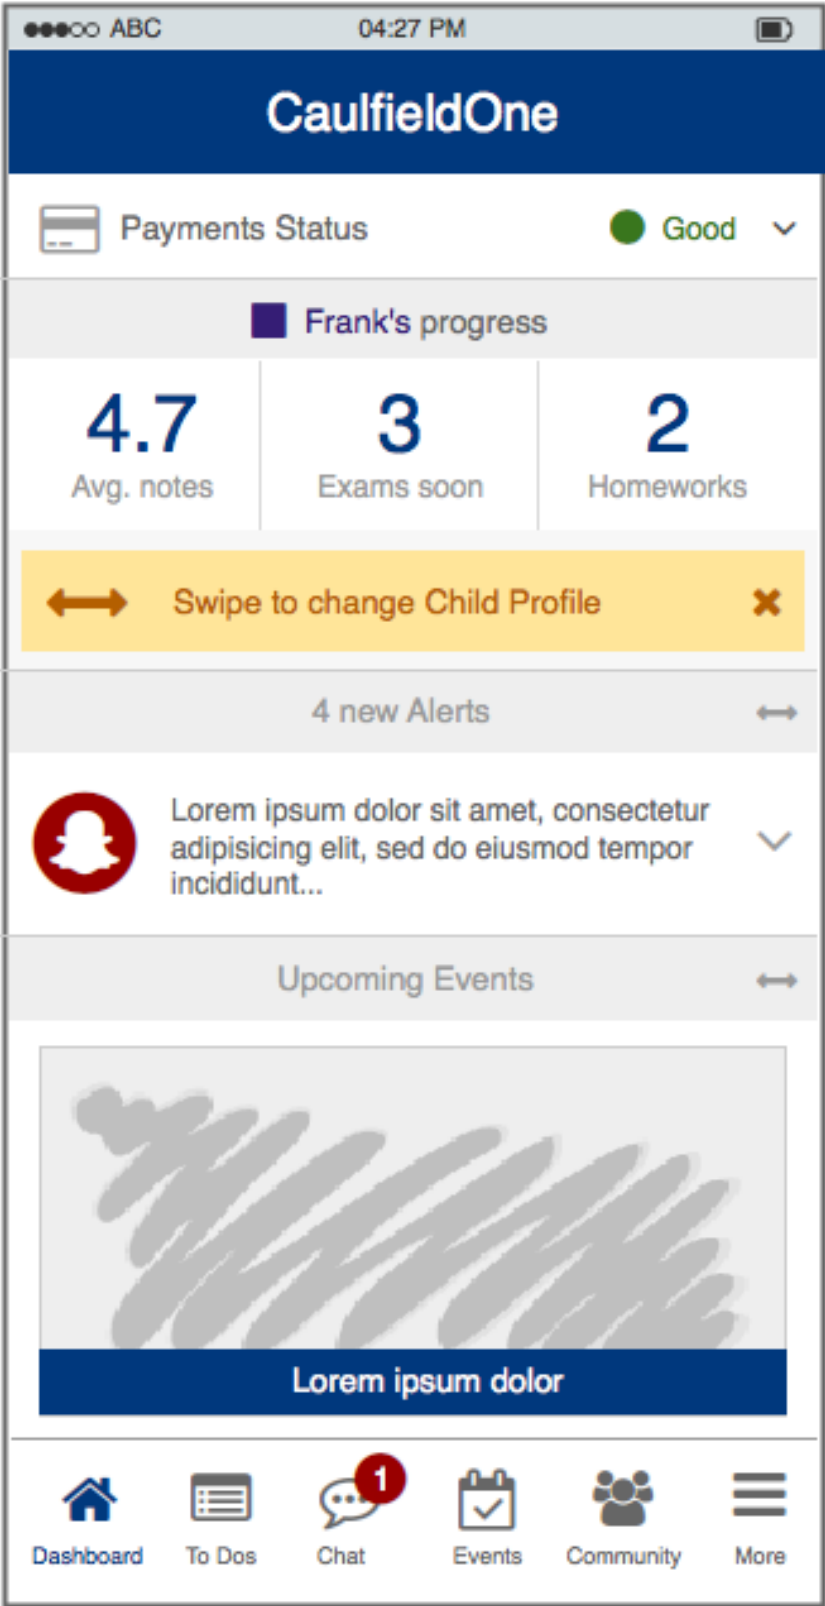 ABC
04:27 PM
CaulfieldOne
Payments Status
Good
Frank's progress
4.7
3
2
Avg. notes
Exams soon
Homeworks
Swipe to change Child Profile
4 new Alerts
Lorem ipsum dolor sit amet, consectetur
adipisicing elit, sed do eiusmod tempor
incididunt...
Upcoming Events
Lorem ipsum dolor
1
Dashboard
To Dos
Chat
Events
Community
More